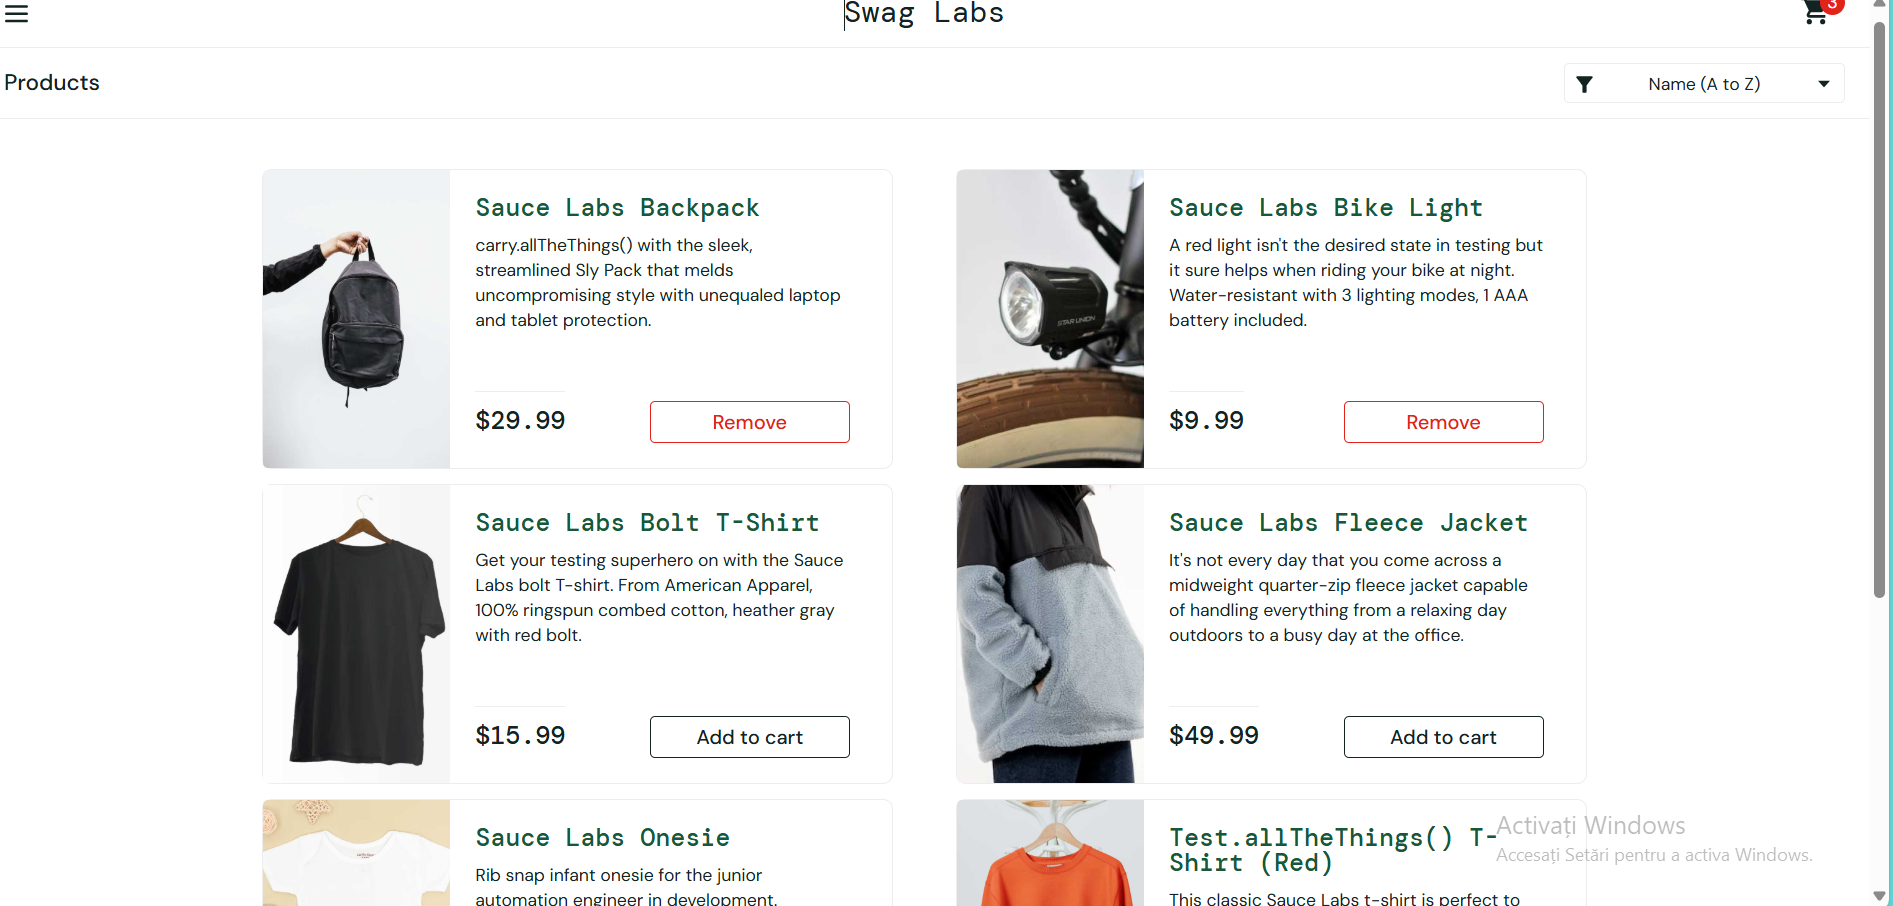 Swag Labs
3
Products
Name (A to Z)
Sauce Labs Backpack
carry.allTheThings() with the sleek,
streamlined Sly Pack that melds
uncompromising style with unequaled laptop
and tablet protection.
$29.99
Remove
Sauce Labs Bike Light
A red light isn't the desired state in testing but
it sure helps when riding your bike at night.
Water-resistant with 3 lighting modes, 1 AAA
battery included.
STAR UNION
$9.99
Remove
Sauce Labs Bolt T-Shirt
Get your testing superhero on with the Sauce
Labs bolt T-shirt. From American Apparel,
100% ringspun combed cotton, heather gray
with red bolt.
$15.99
Add to cart
Sauce Labs Fleece Jacket
It's not every day that you come across a
midweight quarter-zip fleece jacket capable
of handling everything from a relaxing day
outdoors to a busy day at the office.
$49.99
Add to cart
Sauce Labs Onesie
Rib snap infant onesie for the junior
automation engineer in development.
Test.allTheThings() T-
Shirt (Red)
This classic Sauce Labs t-shirt is perfect to
Activați Windows
Accesați Setări pentru a activa Windows.